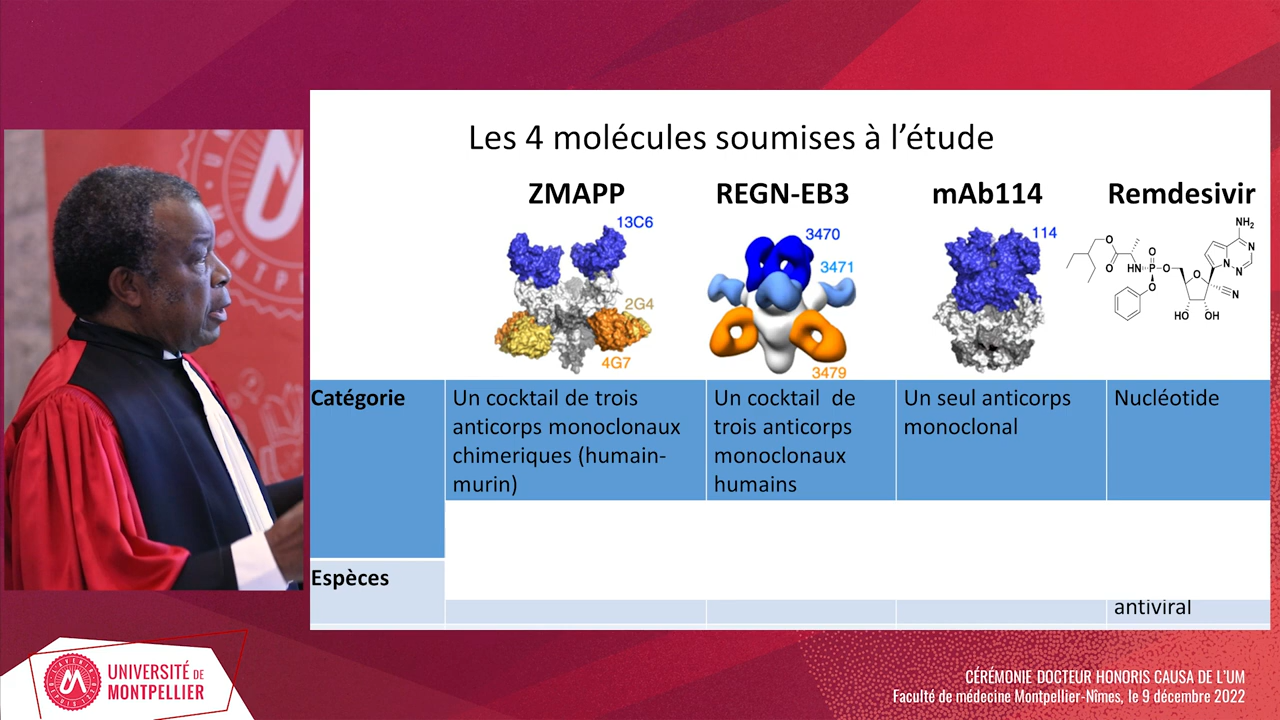 Les 4 molécules soumises à l’étude
ZMAPP
REGN-EB3
mAb114
Remdesivir
13C6
2G4
4G7
3470
3471
3479
114
NH₂
N
N
N
O
O
O
HN
P
O
O
O
N
HO
OH
Catégorie
Un cocktail de trois
anticorps monoclonaux
chimeriques (humain-
murin)
Un cocktail de
trois anticorps
monoclonaux
humains
Un seul anticorps
monoclonal
Nucléotide
Espèces
antiviral
UNIVERSITÉ DE
MONTPELLIER
CÉRÉMONIE DOCTEUR HONORIS CAUSA DE L’UM
Faculté de médecine Montpellier-Nîmes, le 9 décembre 2022